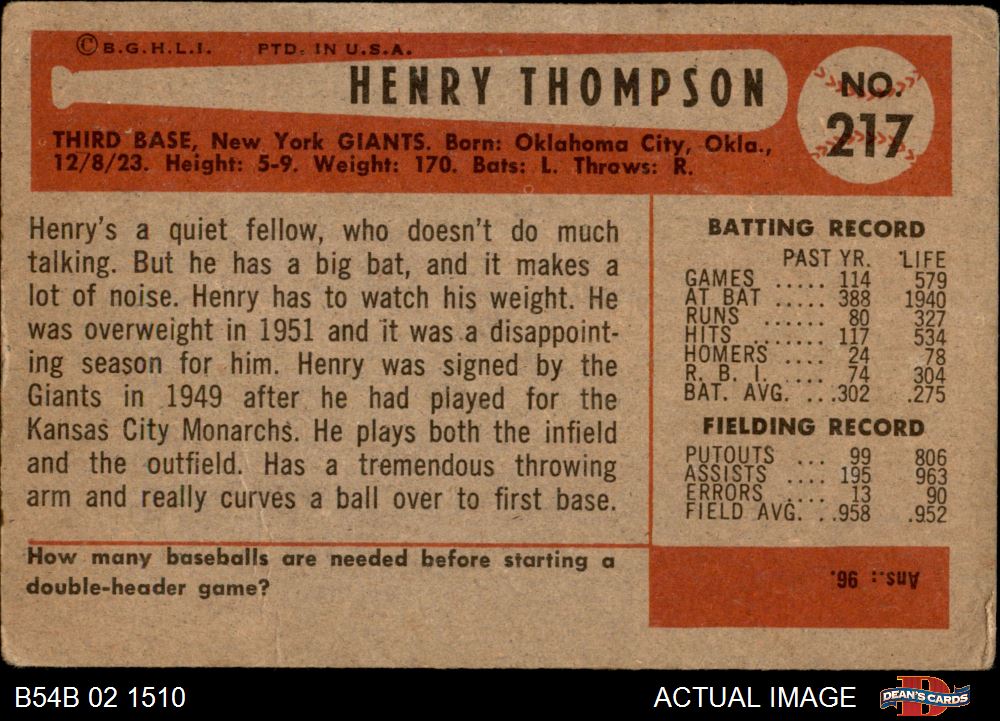 ©B.G.H.L.I. PTD. IN U.S.A.
HENRY THOMPSON
NO.
217
THIRD BASE, New York GIANTS. Born: Oklahoma City, Okla.,
12/8/23. Height: 5-9. Weight: 170. Bats: L. Throws: R.
Henry's a quiet fellow, who doesn't do much
talking. But he has a big bat, and it makes a
lot of noise. Henry has to watch his weight. He
was overweight in 1951 and it was a disappoint-
ing season for him. Henry was signed by the
Giants in 1949 after he had played for the
Kansas City Monarchs. He plays both the infield
and the outfield. Has a tremendous throwing
arm and really curves a ball over to first base.
How many baseballs are needed before starting a
double-header game?
BATTING RECORD
PAST YR. LIFE
GAMES ..... 114 579
AT BAT ..... 388 1940
RUNS ...... 80 327
HITS ........ 117 534
HOMERS .... 24 78
R. B. I. .... 74 304
BAT. AVG. ...302 .275
FIELDING RECORD
PUTOUTS ... 99 806
ASSISTS .... 195 963
ERRORS .... 13 90
FIELD AVG. ..958 .952
Ans.: 96.
B54B 02 1510
ACTUAL IMAGE
DEAN'S CARDS